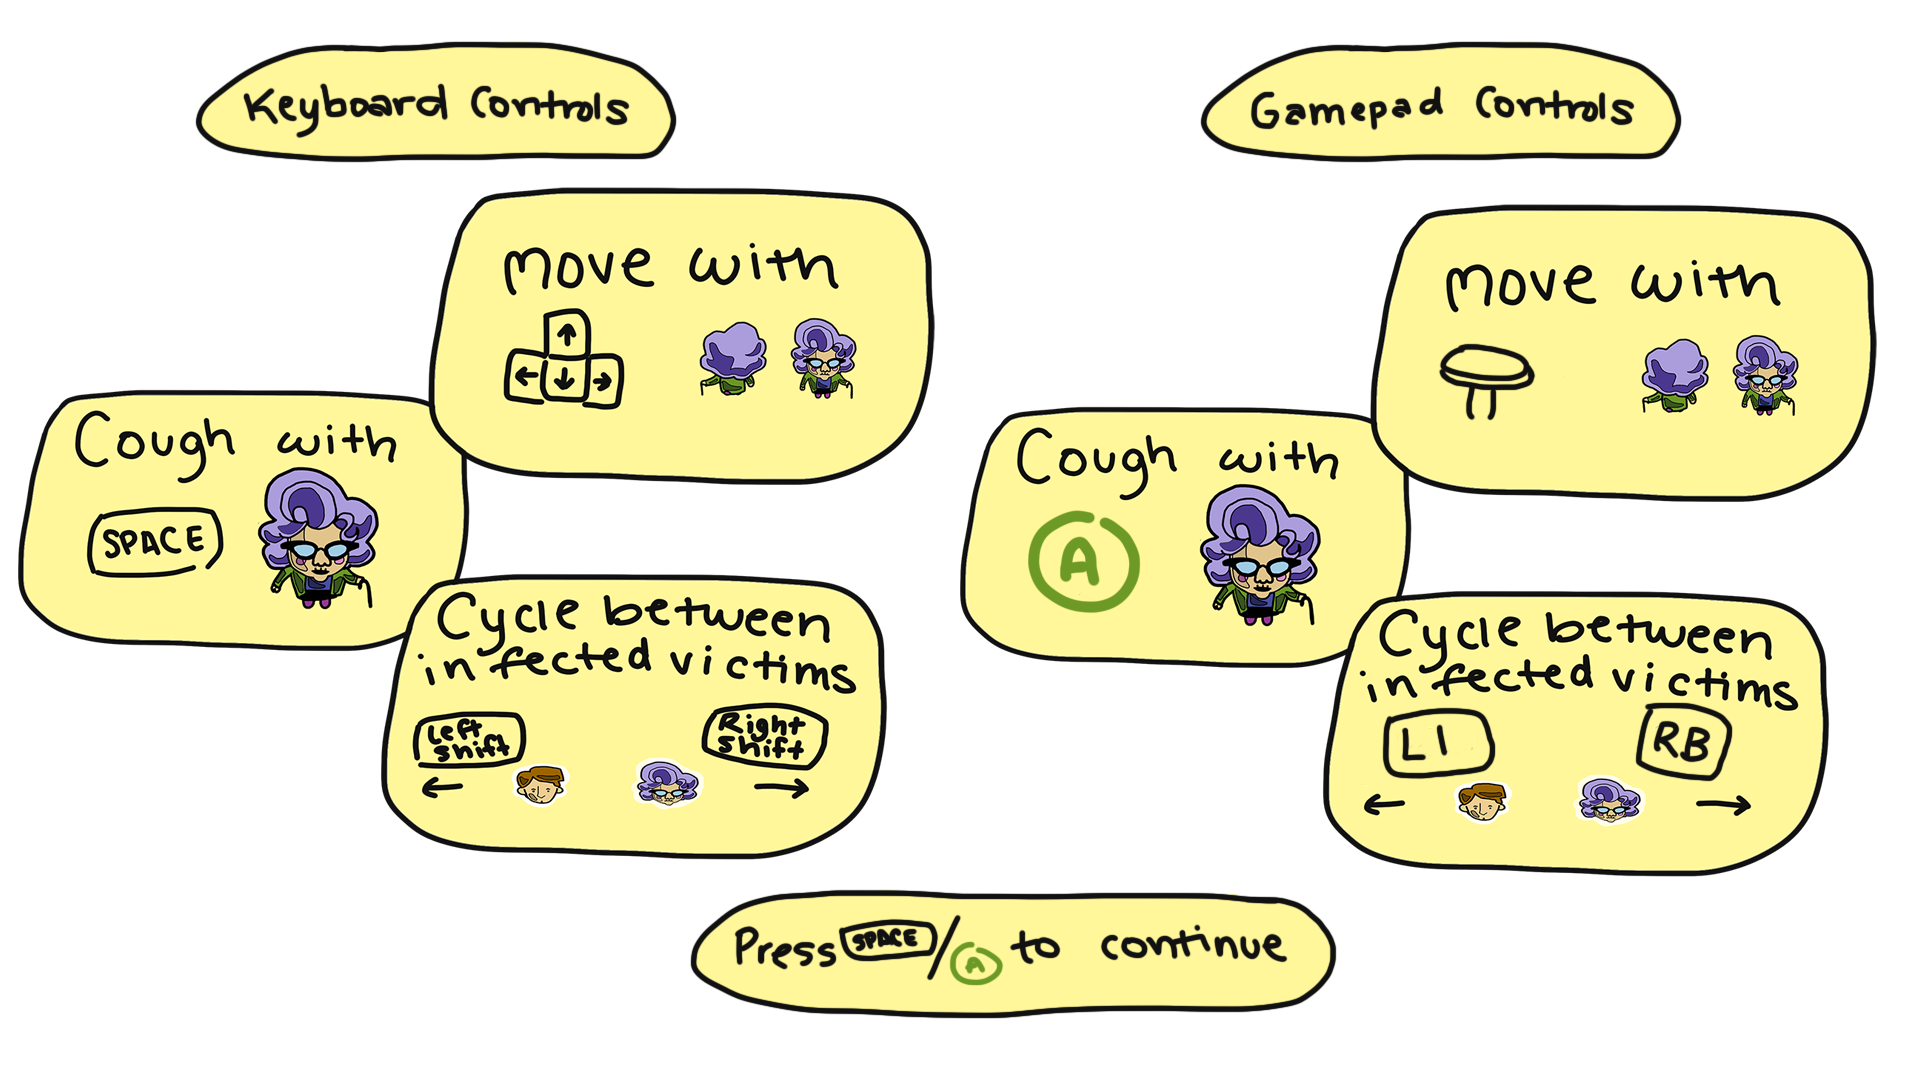 Keyboard Controls
move with
Cough with
SPACE
Cycle between
infected victims
Left
shift
Right
shift
Gamepad Controls
move with
Cough with
A
Cycle between
infected victims
L1
RB
Press SPACE / A to continue